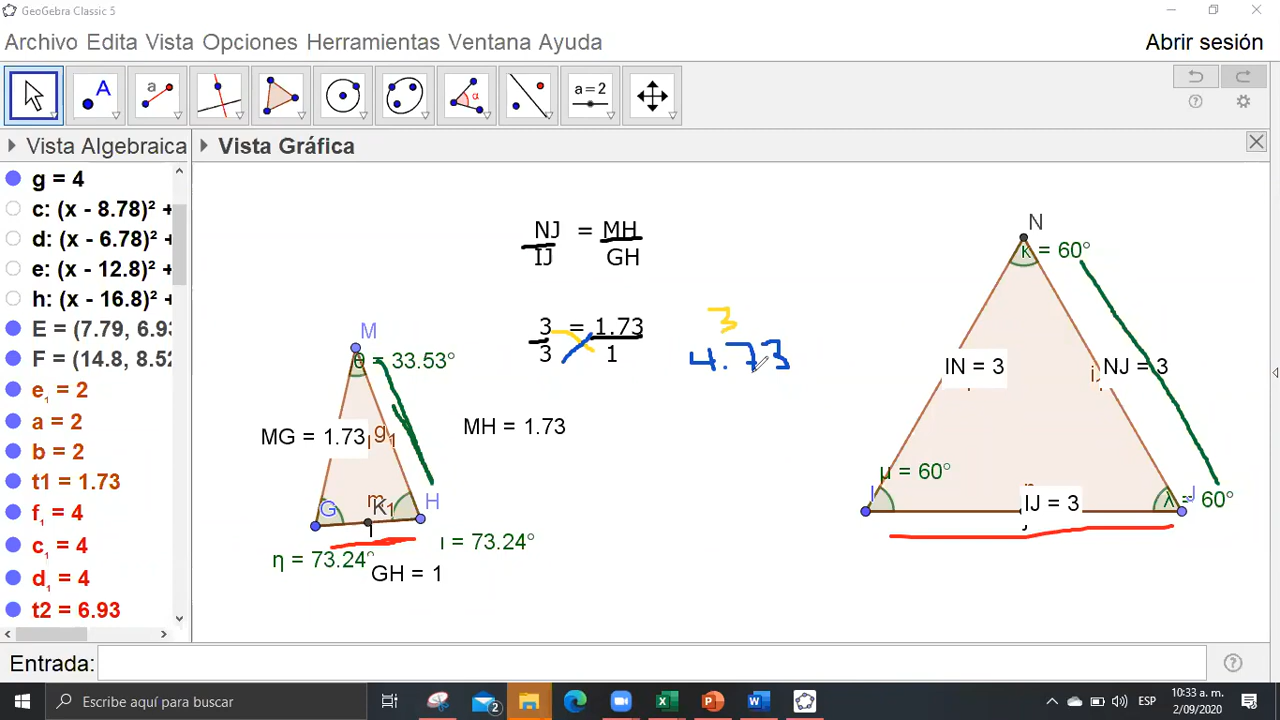 GeoGebra Classic 5
Archivo Edita Vista Opciones Herramientas Ventana Ayuda
Abrir sesión
a
A
α
a = 2
Vista Algebraica
Vista Gráfica
g = 4
c: (x - 8.78)² +
d: (x - 6.78)² +
e: (x - 12.8)² +
h: (x - 16.8)² +
E = (7.79, 6.93
F = (14.8, 8.52
e₁ = 2
a = 2
b = 2
t1 = 1.73
f₁ = 4
c₁ = 4
d₁ = 4
t2 = 6.93
NJ = MH
IJ GH
3 = 1.73
3 1
3
4.73
MH = 1.73
M
θ = 33.53°
MG = 1.73
g₁
G
K₁
H
η = 73.24°
ι = 73.24°
GH = 1
N
κ = 60°
IN = 3
NJ = 3
μ = 60°
I
IJ = 3
J
λ = 60°
Entrada:
Escribe aquí para buscar
2
ESP
10:33 a. m.
2/09/2020